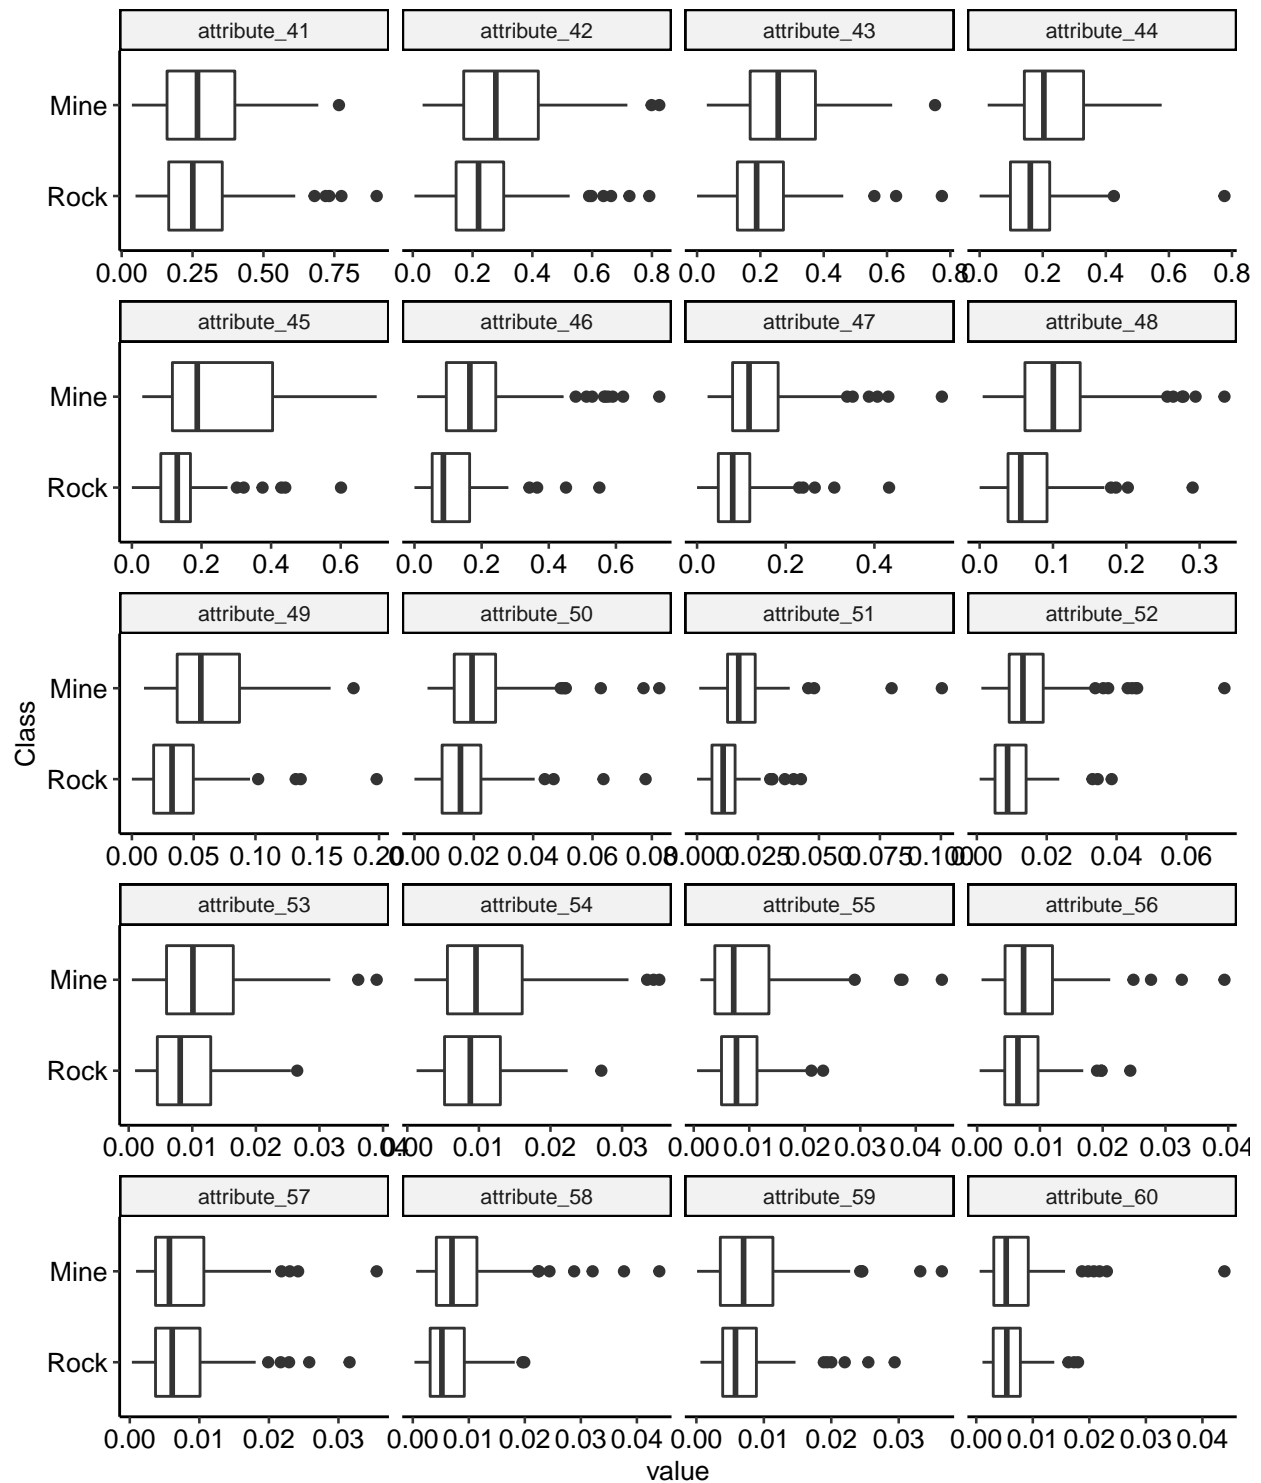 attribute_41 attribute_42 attribute_43 attribute_44
Mine
Rock
0.00 0.25 0.50 0.75 0.0 0.2 0.4 0.6 0.8 0.0 0.2 0.4 0.6 0.8 0.0 0.2 0.4 0.6 0.8
attribute_45 attribute_46 attribute_47 attribute_48
Mine
Rock
0.0 0.2 0.4 0.6 0.0 0.2 0.4 0.6 0.0 0.2 0.4 0.0 0.1 0.2 0.3
attribute_49 attribute_50 attribute_51 attribute_52
Mine
Class
Rock
0.00 0.05 0.10 0.15 0.20 0.00 0.02 0.04 0.06 0.08 0.000 0.025 0.050 0.075 0.100 0.00 0.02 0.04 0.06
attribute_53 attribute_54 attribute_55 attribute_56
Mine
Rock
0.00 0.01 0.02 0.03 0.04 0.00 0.01 0.02 0.03 0.00 0.01 0.02 0.03 0.04 0.00 0.01 0.02 0.03 0.04
attribute_57 attribute_58 attribute_59 attribute_60
Mine
Rock
0.00 0.01 0.02 0.03 0.00 0.01 0.02 0.03 0.04 0.00 0.01 0.02 0.03 0.00 0.01 0.02 0.03 0.04
value